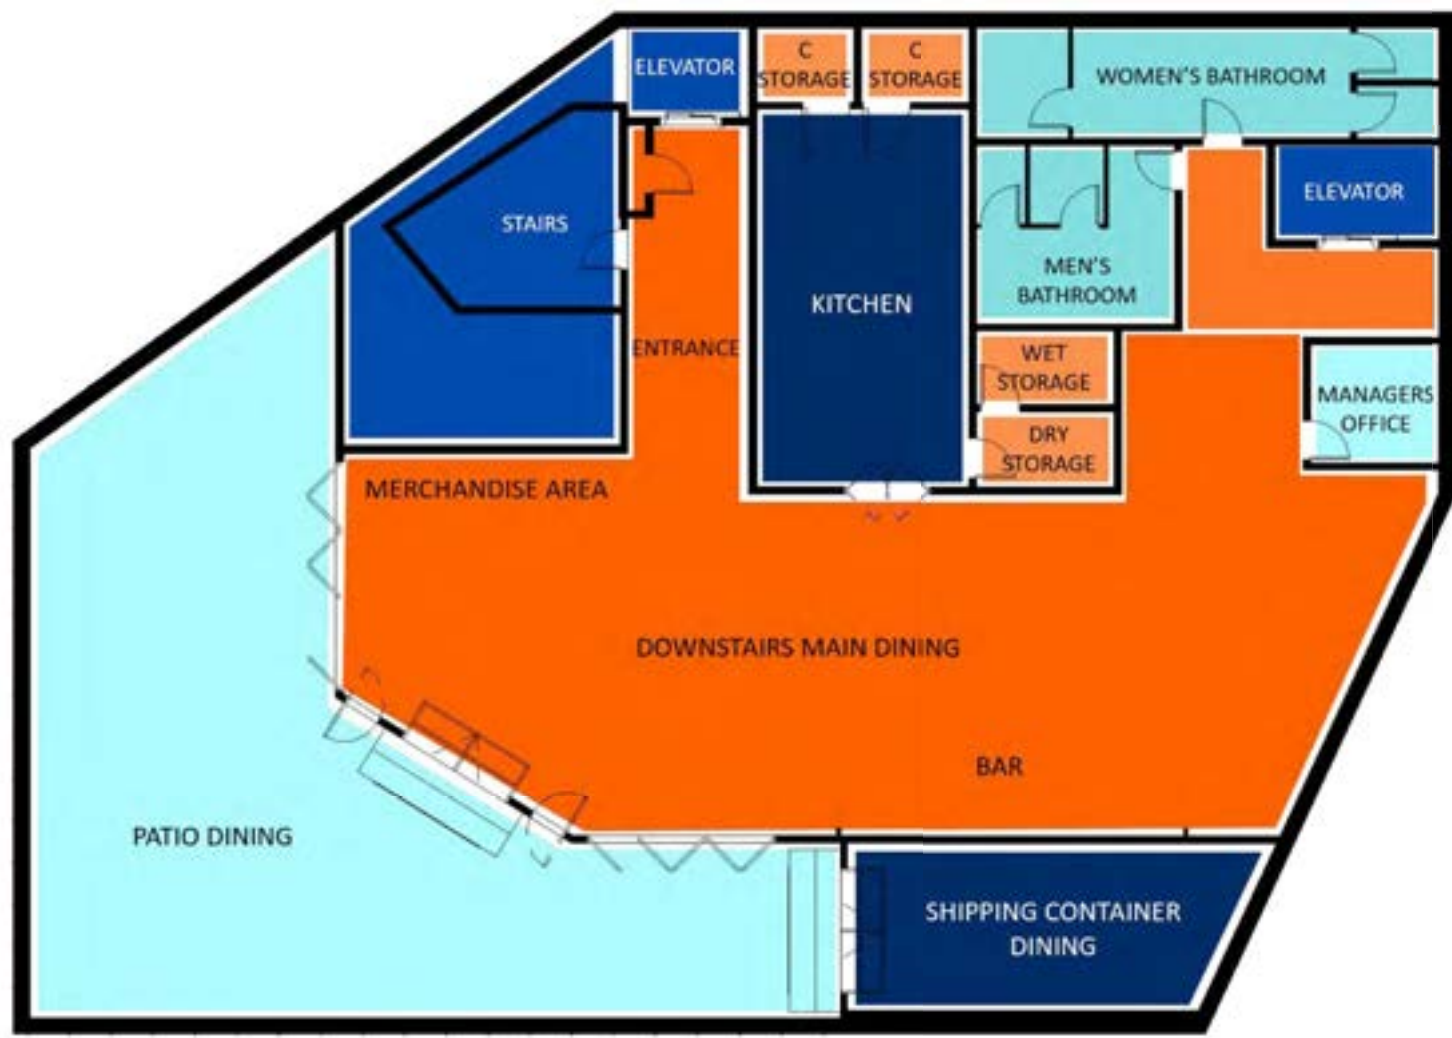 ELEVATOR
C
STORAGE
C
STORAGE
WOMEN'S BATHROOM
STAIRS
ELEVATOR
MEN'S
BATHROOM
KITCHEN
ENTRANCE
WET
STORAGE
MANAGERS
OFFICE
DRY
STORAGE
MERCHANDISE AREA
DOWNSTAIRS MAIN DINING
BAR
PATIO DINING
SHIPPING CONTAINER
DINING